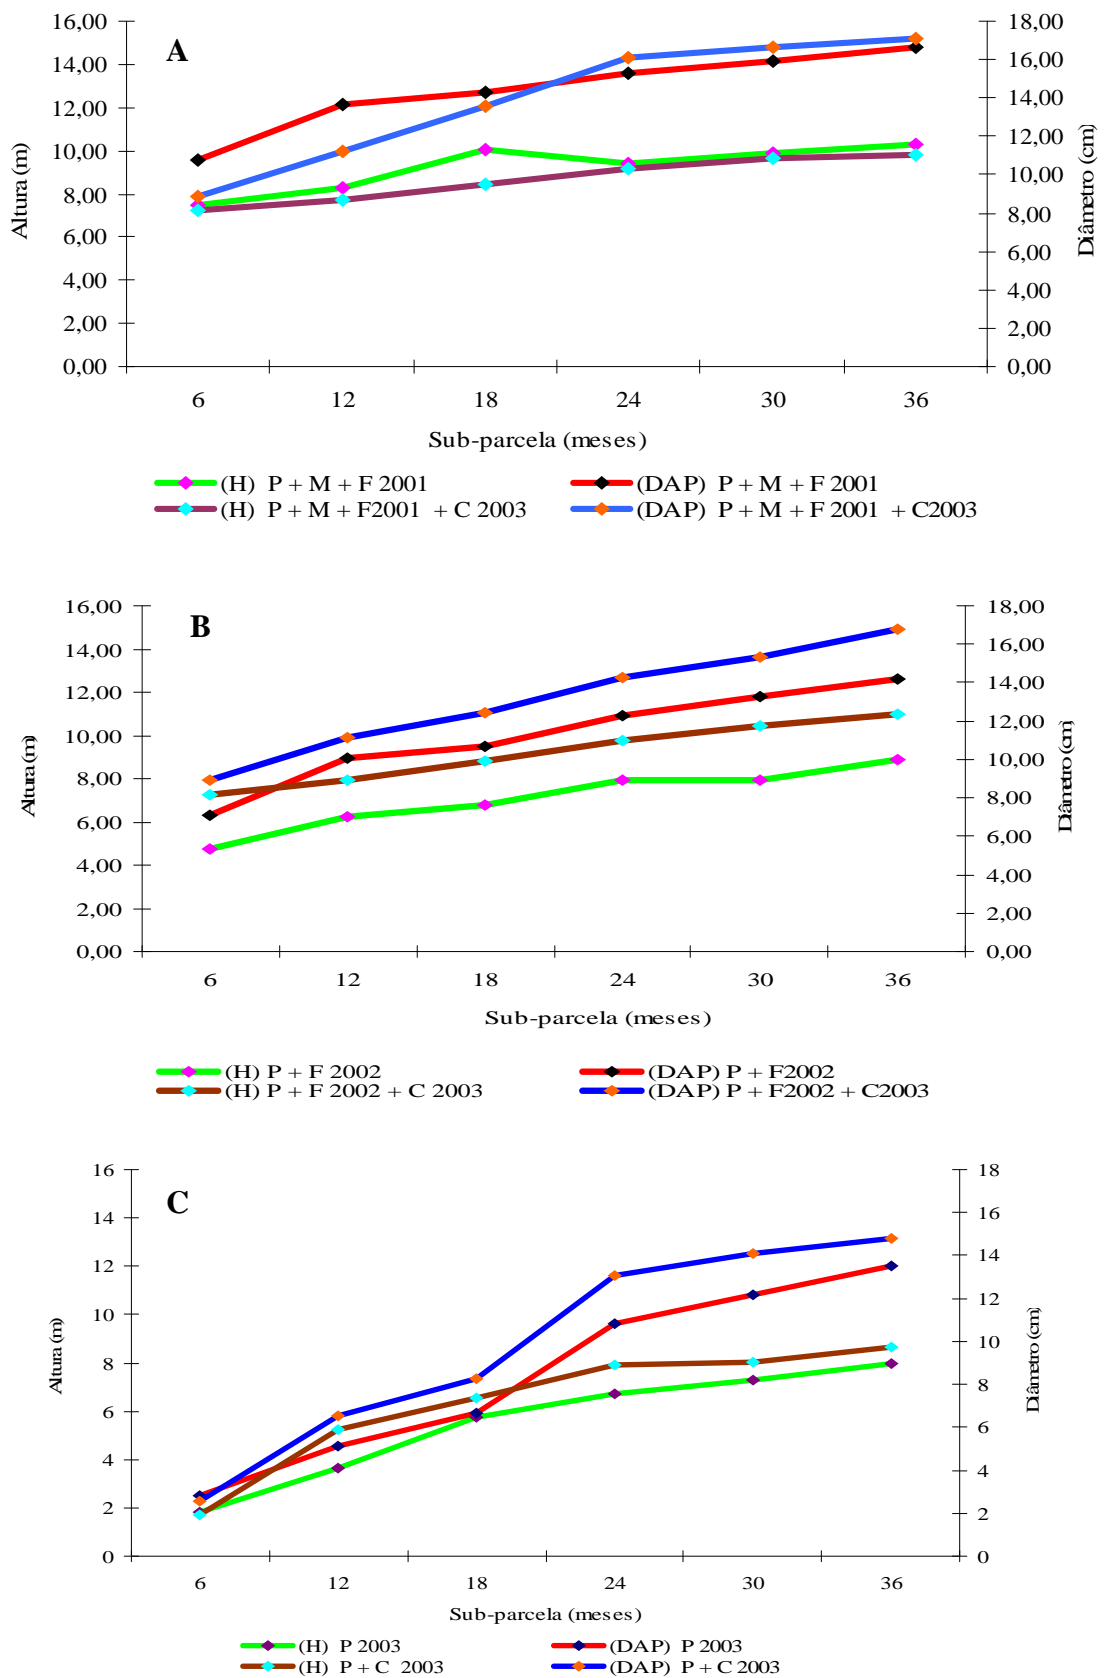 16,00 18,00
A
14,00 16,00
12,00 14,00
10,00 12,00
8,00 10,00
6,00 8,00
4,00 6,00
2,00 4,00
0,00 2,00
0,00
Altura (m)
Diâmetro (cm)
6 12 18 24 30 36
Sub-parcela (meses)
(H) P + M + F 2001 (DAP) P + M + F 2001
(H) P + M + F2001 + C 2003 (DAP) P + M + F 2001 + C2003
16,00 18,00
B
14,00 16,00
12,00 14,00
10,00 12,00
8,00 10,00
6,00 8,00
4,00 6,00
2,00 4,00
0,00 2,00
0,00
Altura (m)
Diâmetro (cm)
6 12 18 24 30 36
Sub-parcela (meses)
(H) P + F 2002 (DAP) P + F2002
(H) P + F 2002 + C 2003 (DAP) P + F2002 + C2003
16 18
C
14 16
12 14
10 12
8 10
6 8
4 6
2 4
0 2
0
Altura (m)
Diâmetro (cm)
6 12 18 24 30 36
Sub-parcela (meses)
(H) P 2003 (DAP) P 2003
(H) P + C 2003 (DAP) P + C 2003